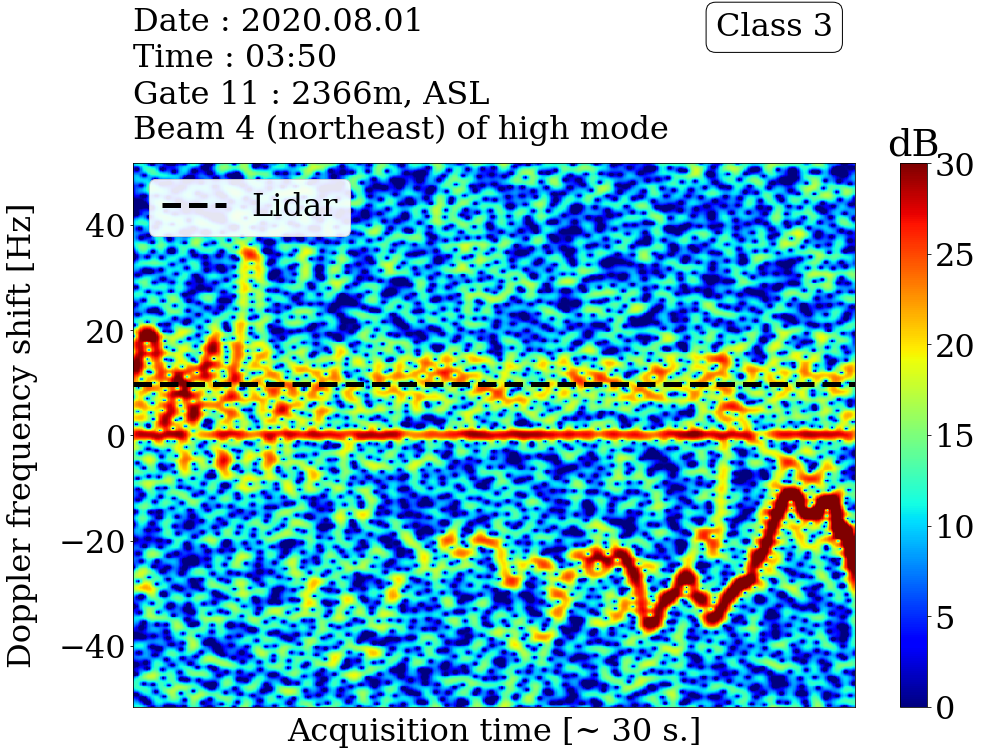 Date : 2020.08.01
Time : 03:50
Gate 11 : 2366m, ASL
Beam 4 (northeast) of high mode
Class 3
dB
Lidar
Doppler frequency shift [Hz]
40
20
0
−20
−40
30
25
20
15
10
5
0
Acquisition time [~ 30 s.]